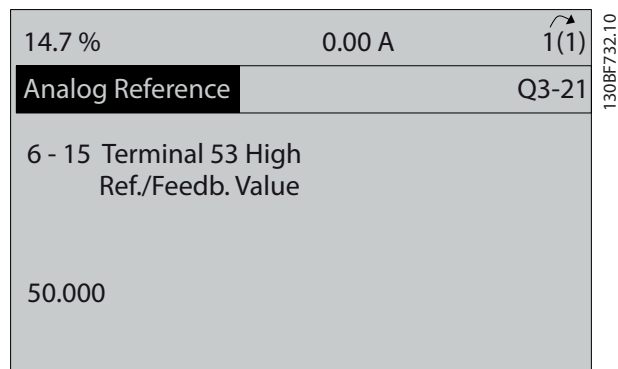 14.7 % 0.00 A 1(1)
Analog Reference Q3-21
6 - 15 Terminal 53 High
Ref./Feedb. Value
50.000
130BF732.10